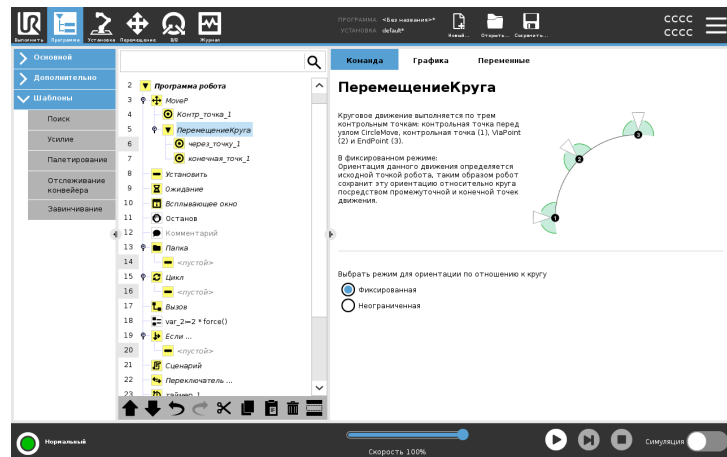 ПРОГРАММА <Без названия>*
УСТАНОВКА default*
UR
Выполнить
Программа
Установка
Перемещение
В/В
Журнал
Новый...
Открыть...
Сохранить...
CCCC
CCCC
Основной
Дополнительно
Шаблоны
Поиск
Усилие
Палетирование
Отслеживание
конвейера
Завинчивание
2 Программа робота
3 MoveP
4 Контр_точка_1
5 ПеремещениеКруга
6 через_точку_1
7 конечная_точк_1
8 Установить
9 Ожидание
10 Всплывающее окно
11 Останов
12 Комментарий
13 Папка
14 <пустой>
15 Цикл
16 <пустой>
17 Вызов
18 var_2≔2 * force()
19 Если ...
20 <пустой>
21 Сценарий
22 Переключатель ...
23 таймер_1
Команда
Графика
Переменные
ПеремещениеКруга
Круговое движение выполняется по трем
контрольным точкам: контрольная точка перед
узлом CircleMove, контрольная точка (1), ViaPoint
(2) и EndPoint (3).
В фиксированном режиме:
Ориентация данного движения определяется
исходной точкой робота, таким образом робот
сохранит эту ориентацию относительно круга
посредством промежуточной и конечной точек
движения.
3
2
1
Выбрать режим для ориентации по отношению к кругу
Фиксированная
Неограниченная
Нормальный
Скорость 100%
Симуляция